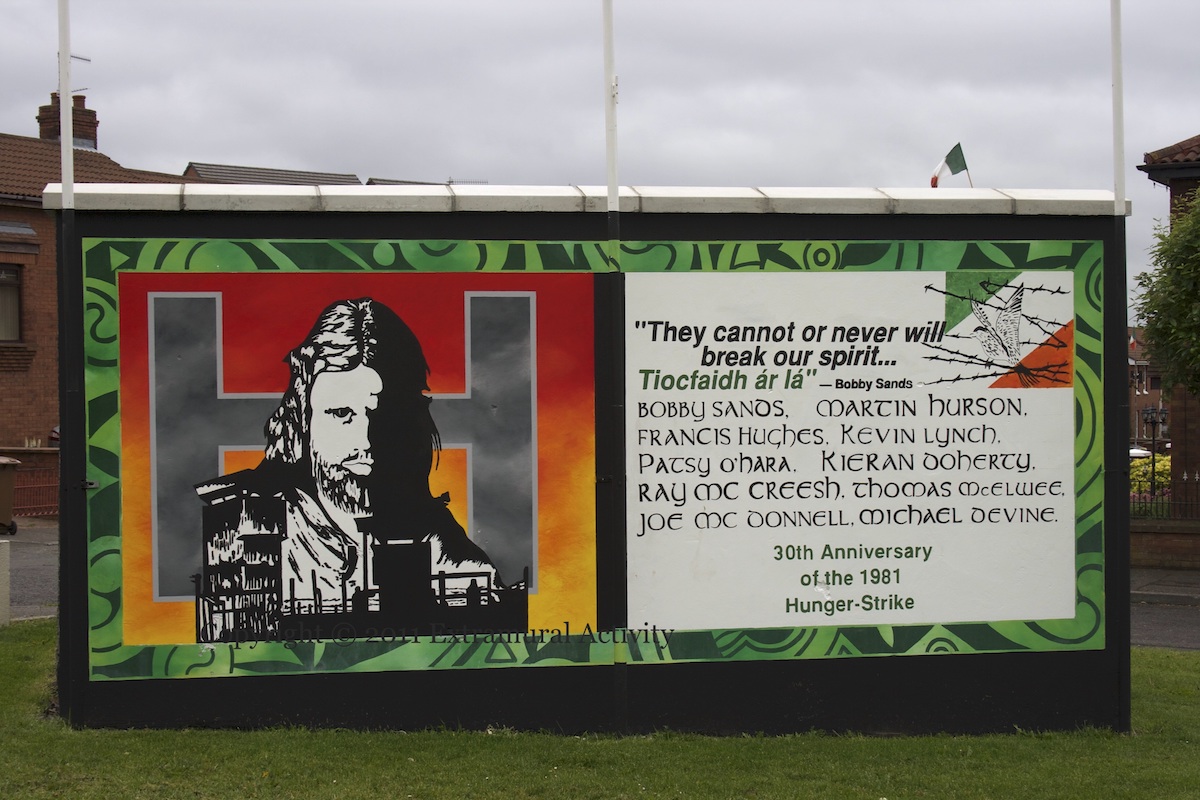 "They cannot or never will
break our spirit...
Tiocfaidh ár lá" — Bobby Sands
BOBBY SANDS, MARTIN HURSON.
FRANCIS HUGHES. KEVIN LYNCH.
PATSY O'HARA. KIERAN DOHERTY.
RAY MC CREESH. THOMAS McELWEE.
JOE MC DONNELL. MICHAEL DEVINE.
30th Anniversary
of the 1981
Hunger-Strike
Copyright © 2011 Extramural Activity